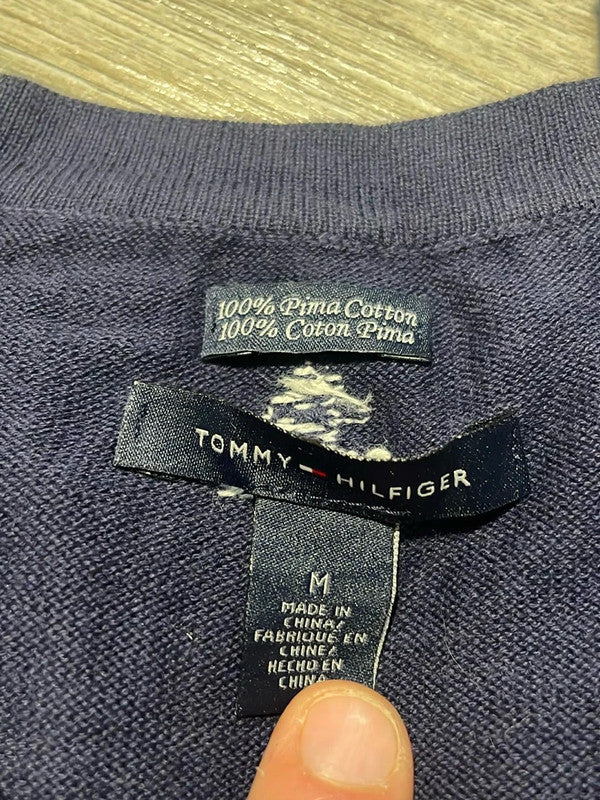 100% Pima Cotton
100% Coton Pima
TOMMY HILFIGER
M
MADE IN
CHINA/
FABRIQUE EN
CHINE/
HECHO EN
CHINA